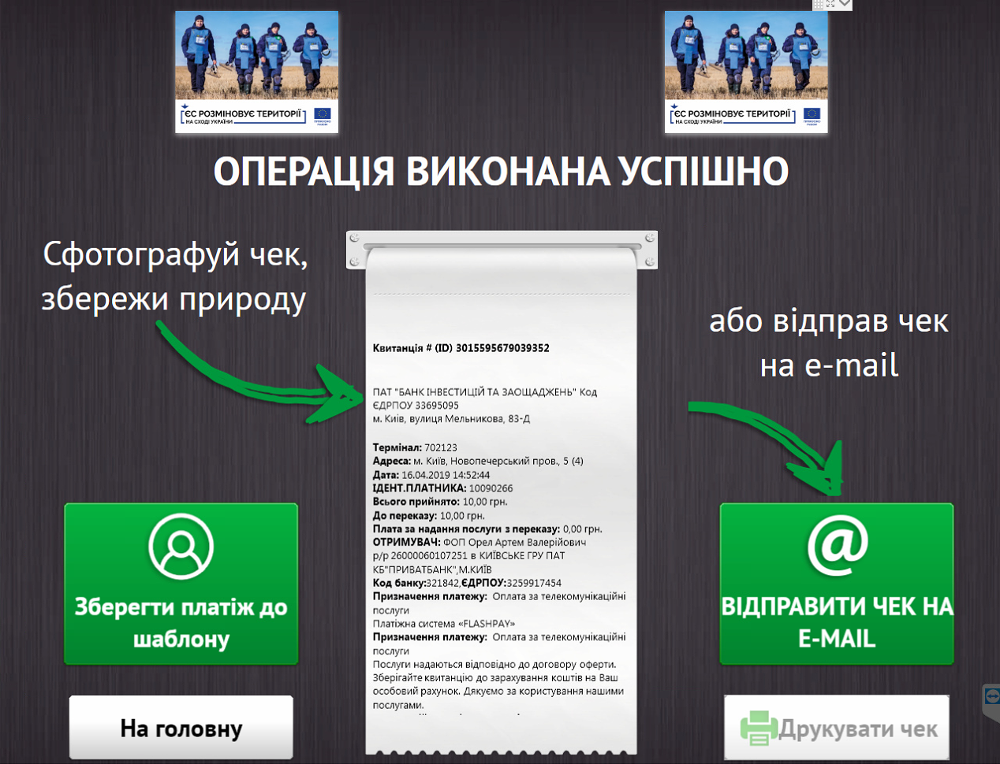 ЄС РОЗМІНОВУЄ ТЕРИТОРІЇ
НА СХОДІ УКРАЇНИ
ЄС РОЗМІНОВУЄ ТЕРИТОРІЇ
НА СХОДІ УКРАЇНИ
ОПЕРАЦІЯ ВИКОНАНА УСПІШНО
Сфотографуй чек,
збережи природу
або відправ чек
на e-mail
Квитанція # (ID) 3015595679039352
ПАТ "БАНК ІНВЕСТИЦІЙ ТА ЗАОЩАДЖЕНЬ" Код
ЄДРПОУ 33695095
м. Київ, вулиця Мельникова, 83-Д
Термінал: 702123
Адреса: м. Київ, Новопечерський пров., 5 (4)
Дата: 16.04.2019 14:52:44
ІДЕНТ.ПЛАТНИКА: 10090266
Всього прийнято: 10,00 грн.
До переказу: 10,00 грн.
Плата за надання послуги з переказу: 0,00 грн.
ОТРИМУВАЧ: ФОП Орел Артем Валерійович
р/р 26000060107251 в КИЇВСЬКЕ ГРУ ПАТ
КБ"ПРИВАТБАНК",М.КИЇВ
Код банку:321842,ЄДРПОУ:3259917454
Призначення платежу: Оплата за телекомунікаційні
послуги
Платіжна система «FLASHPAY»
Призначення платежу: Оплата за телекомунікаційні
послуги
Послуги надаються відповідно до договору оферти.
Зберігайте квитанцію до зарахування коштів на Ваш
особовий рахунок. Дякуємо за користування нашими
послугами.
Зберегти платіж до
шаблону
@
ВІДПРАВИТИ ЧЕК НА
E-MAIL
На головну
Друкувати чек